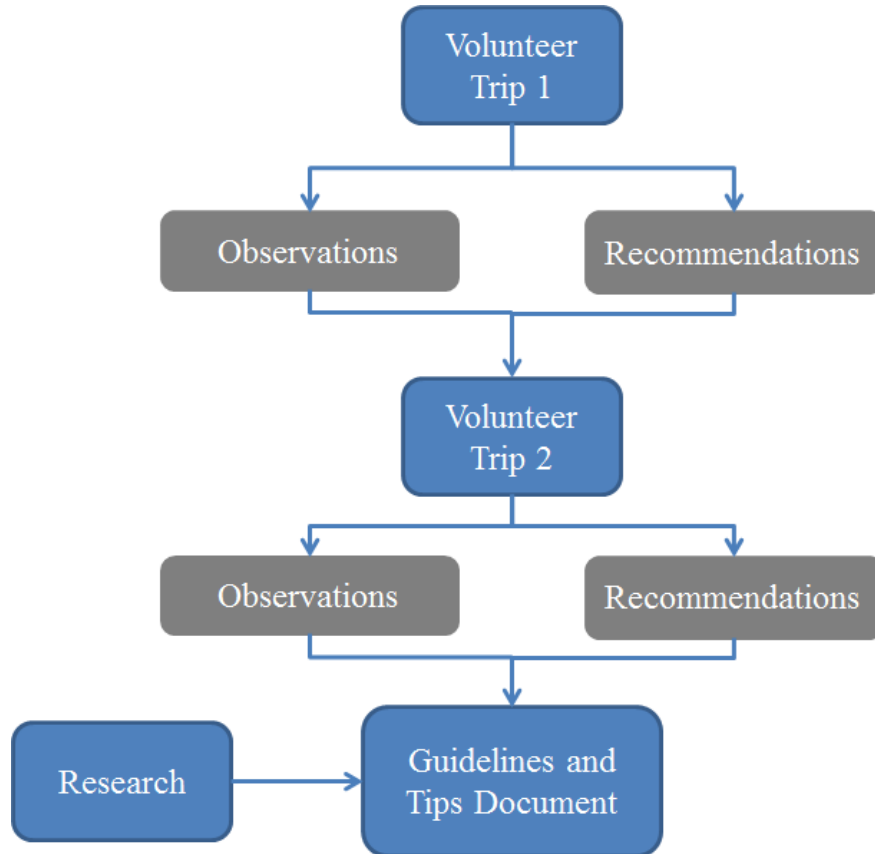 Volunteer
Trip 1
Observations
Recommendations
Volunteer
Trip 2
Observations
Recommendations
Research
Guidelines and
Tips Document